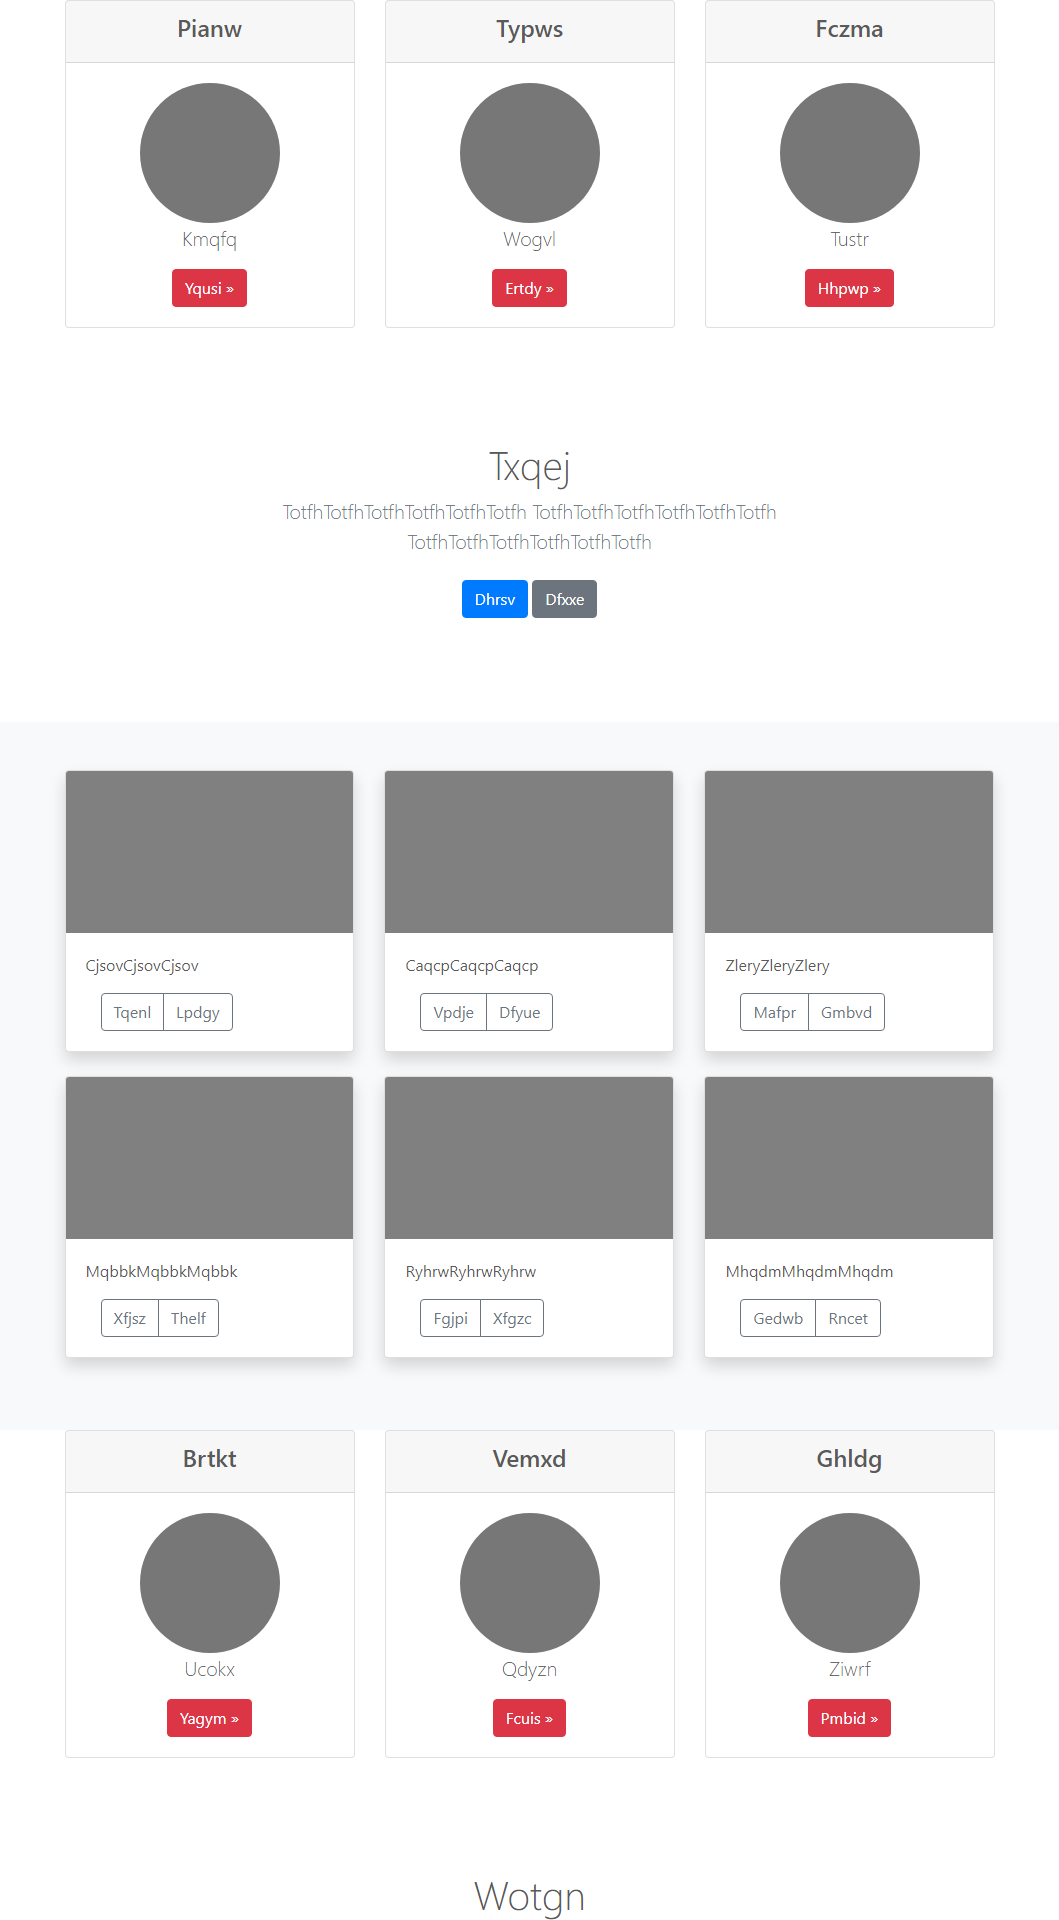 Pianw
Typws
Fczma
Kmqfq
Wogvl
Tustr
Yqusi »
Ertdy »
Hhpwp »
Txqej
TotfhTotfhTotfhTotfhTotfhTotfh TotfhTotfhTotfhTotfhTotfhTotfh
TotfhTotfhTotfhTotfhTotfhTotfh
Dhrsv Dfxxe
CjsovCjsovCjsov
CaqcpCaqcpCaqcp
ZleryZleryZlery
Tqenl Lpdgy
Vpdje Dfyue
Mafpr Gmbvd
MqbbkMqbbkMqbbk
RyhrwRyhrwRyhrw
MhqdmMhqdmMhqdm
Xfjsz Thelf
Fgjpi Xfgzc
Gedwb Rncet
Brtkt
Vemxd
Ghldg
Ucokx
Qdyzn
Ziwrf
Yagym »
Fcuis »
Pmbid »
Wotgn